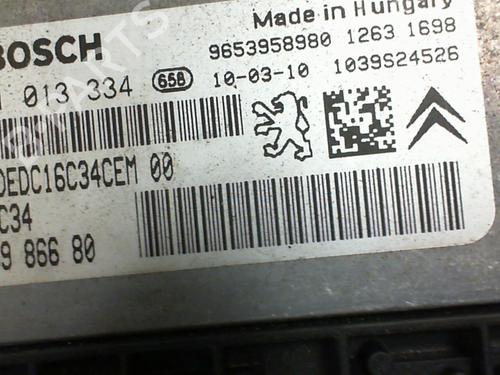 Made in Hungary
BOSCH
9653958980 1263 1698
013 334 658 10-03-10 1039S24526
DEDC16C34CEM 00
C34
9 866 80